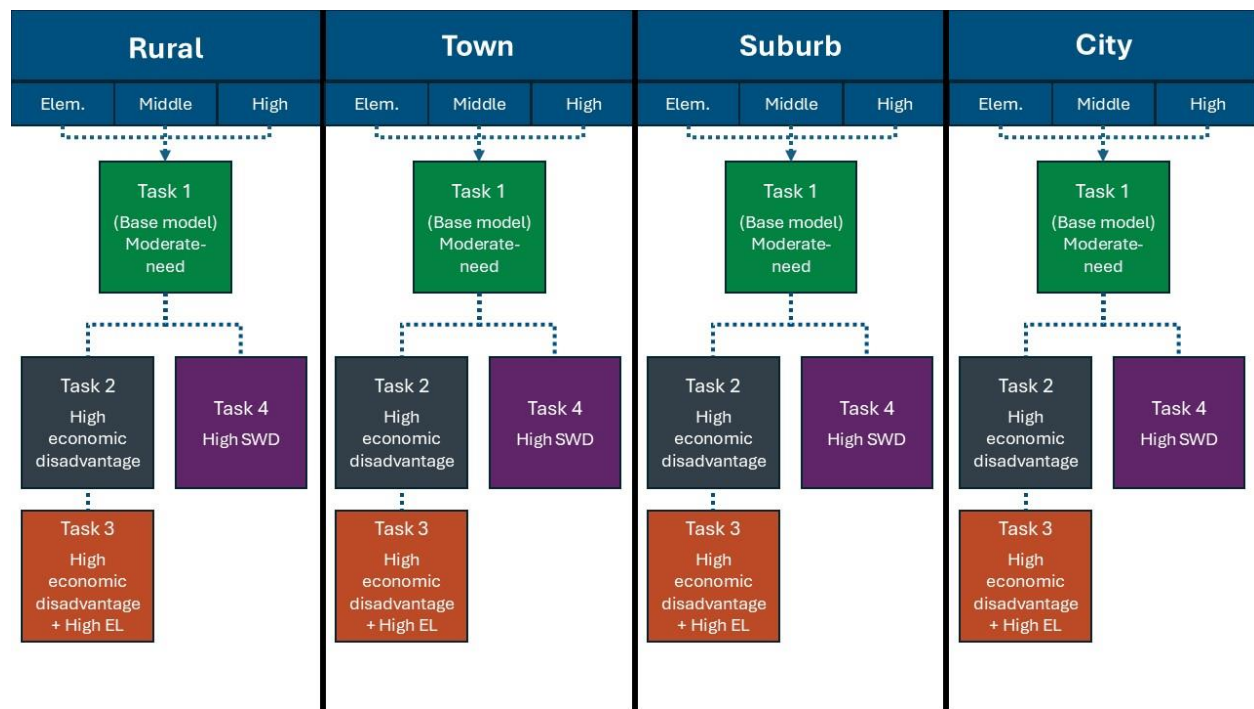 Rural
Elem. Middle High
Task 1
(Base model)
Moderate-
need
Task 2
High
economic
disadvantage
Task 4
High SWD
Task 3
High
economic
disadvantage
+ High EL
Town
Elem. Middle High
Task 1
(Base model)
Moderate-
need
Task 2
High
economic
disadvantage
Task 4
High SWD
Task 3
High
economic
disadvantage
+ High EL
Suburb
Elem. Middle High
Task 1
(Base model)
Moderate-
need
Task 2
High
economic
disadvantage
Task 4
High SWD
Task 3
High
economic
disadvantage
+ High EL
City
Elem. Middle High
Task 1
(Base model)
Moderate-
need
Task 2
High
economic
disadvantage
Task 4
High SWD
Task 3
High
economic
disadvantage
+ High EL